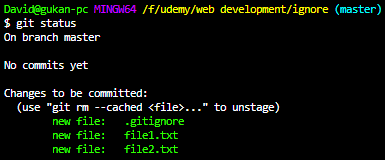 David@gukan-pc MINGW64 /f/udemy/web development/ignore (master)
$ git status
On branch master
No commits yet
Changes to be committed:
(use "git rm --cached <file>..." to unstage)
new file: .gitignore
new file: file1.txt
new file: file2.txt